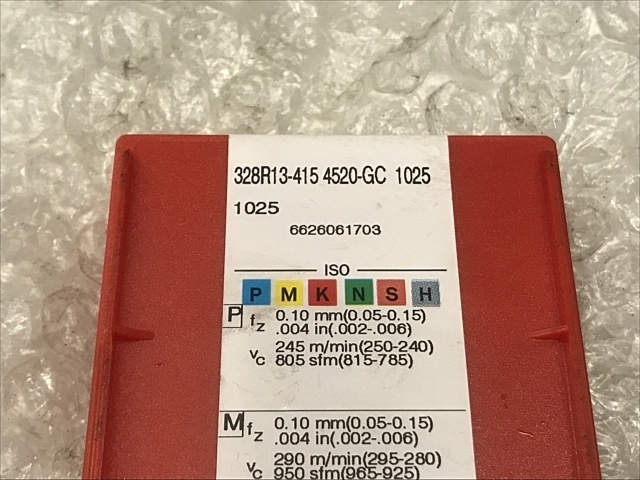 328R13-415 4520-GC 1025
1025
6626061703
ISO
P M K N S H
P fz 0.10 mm(0.05-0.15)
.004 in(.002-.006)
vc 245 m/min(250-240)
805 sfm(815-785)
M fz 0.10 mm(0.05-0.15)
.004 in(.002-.006)
vc 290 m/min(295-280)
950 sfm(965-925)